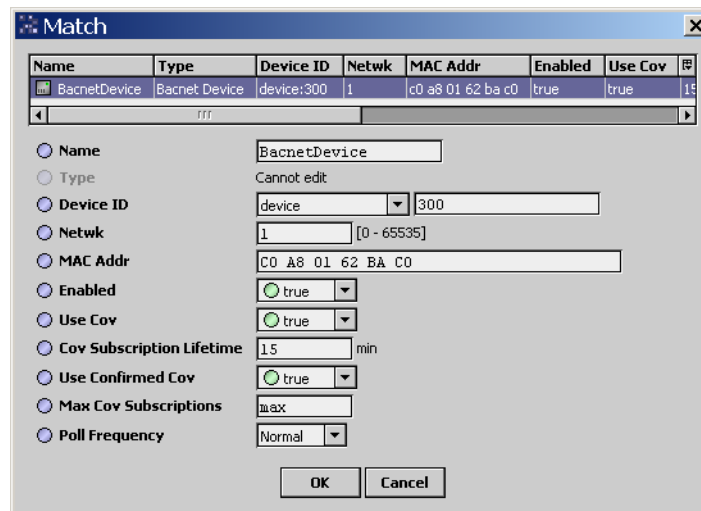 Match
Name Type Device ID Netwk MAC Addr Enabled Use Cov
BacnetDevice Bacnet Device device:300 1 c0 a8 01 62 ba c0 true true 15
Name BacnetDevice
Type Cannot edit
Device ID device 300
Netwk 1 [0 - 65535]
MAC Addr C0 A8 01 62 BA C0
Enabled true
Use Cov true
Cov Subscription Lifetime 15 min
Use Confirmed Cov true
Max Cov Subscriptions max
Poll Frequency Normal
OK Cancel